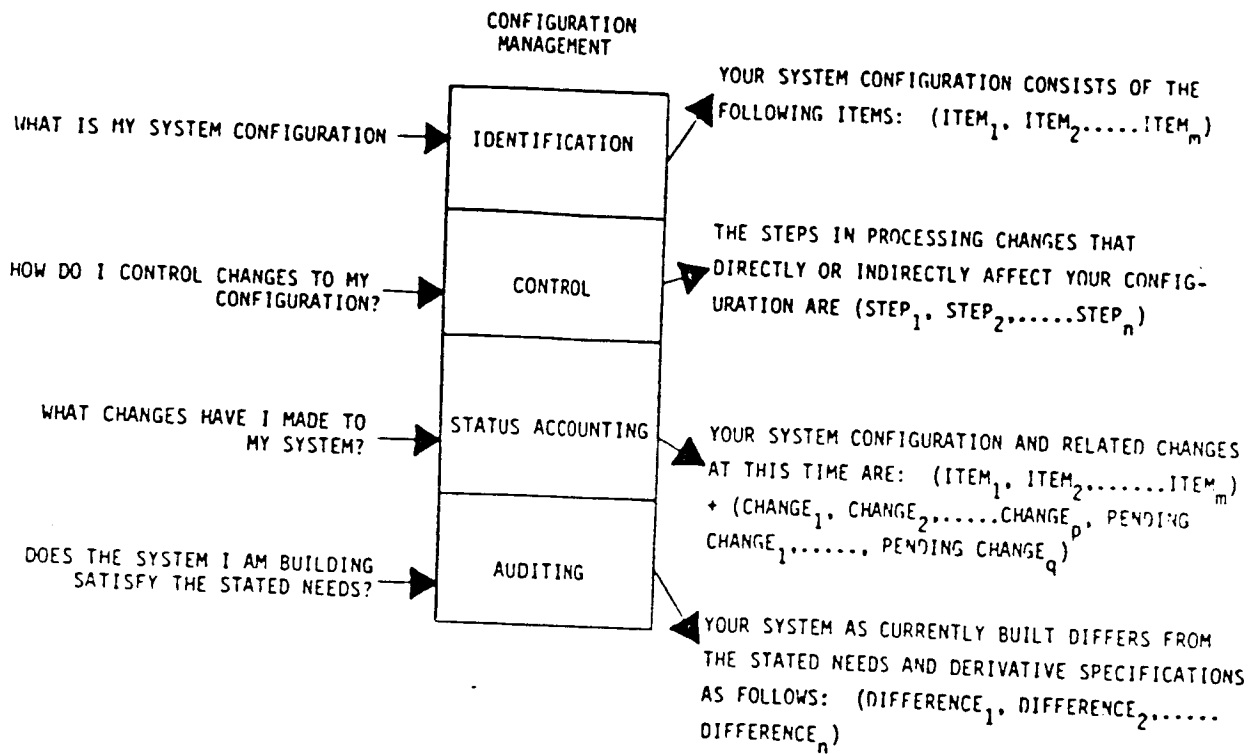 CONFIGURATION
MANAGEMENT
WHAT IS MY SYSTEM CONFIGURATION
IDENTIFICATION
YOUR SYSTEM CONFIGURATION CONSISTS OF THE
FOLLOWING ITEMS: (ITEM₁, ITEM₂.....ITEMₘ)
HOW DO I CONTROL CHANGES TO MY
CONFIGURATION?
CONTROL
THE STEPS IN PROCESSING CHANGES THAT
DIRECTLY OR INDIRECTLY AFFECT YOUR CONFIG-
URATION ARE (STEP₁, STEP₂,.....STEPₙ)
WHAT CHANGES HAVE I MADE TO
MY SYSTEM?
STATUS ACCOUNTING
YOUR SYSTEM CONFIGURATION AND RELATED CHANGES
AT THIS TIME ARE: (ITEM₁, ITEM₂,.......ITEMₘ)
+ (CHANGE₁, CHANGE₂,......CHANGEₚ, PENDING
CHANGE₁,......, PENDING CHANGE_q)
DOES THE SYSTEM I AM BUILDING
SATISFY THE STATED NEEDS?
AUDITING
YOUR SYSTEM AS CURRENTLY BUILT DIFFERS FROM
THE STATED NEEDS AND DERIVATIVE SPECIFICATIONS
AS FOLLOWS: (DIFFERENCE₁, DIFFERENCE₂,......
DIFFERENCEₙ)